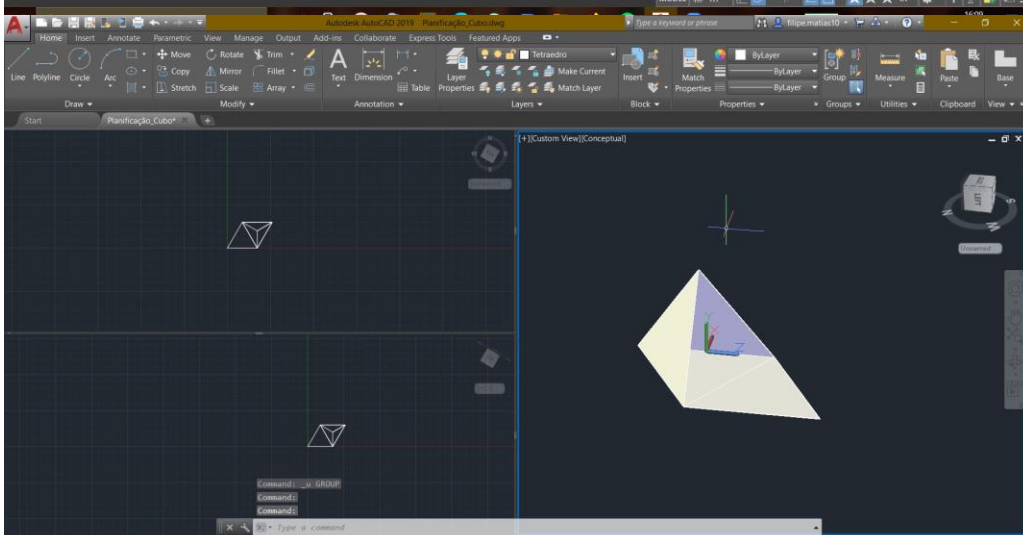 16:09
Autodesk AutoCAD 2019 Planificação_Cubo.dwg
Type a keyword or phrase
filipe.matias10
Home Insert Annotate Parametric View Manage Output Add-ins Collaborate Express Tools Featured Apps
Line Polyline Circle Arc
Move Rotate Trim
Copy Mirror Fillet
Stretch Scale Array
Text Dimension
Table
Layer Properties
Tetraedro
Make Current
Match Layer
Insert
Match Properties
ByLayer
ByLayer
ByLayer
Group
Measure
Paste
Base
Draw Modify Annotation Layers Block Properties Groups Utilities Clipboard View
Start Planificação_Cubo*
[+][Custom View][Conceptual]
N
LEFT
S
N
W
Unnamed
Y
X
Z
Command: _u GROUP
Command:
Command:
Type a command